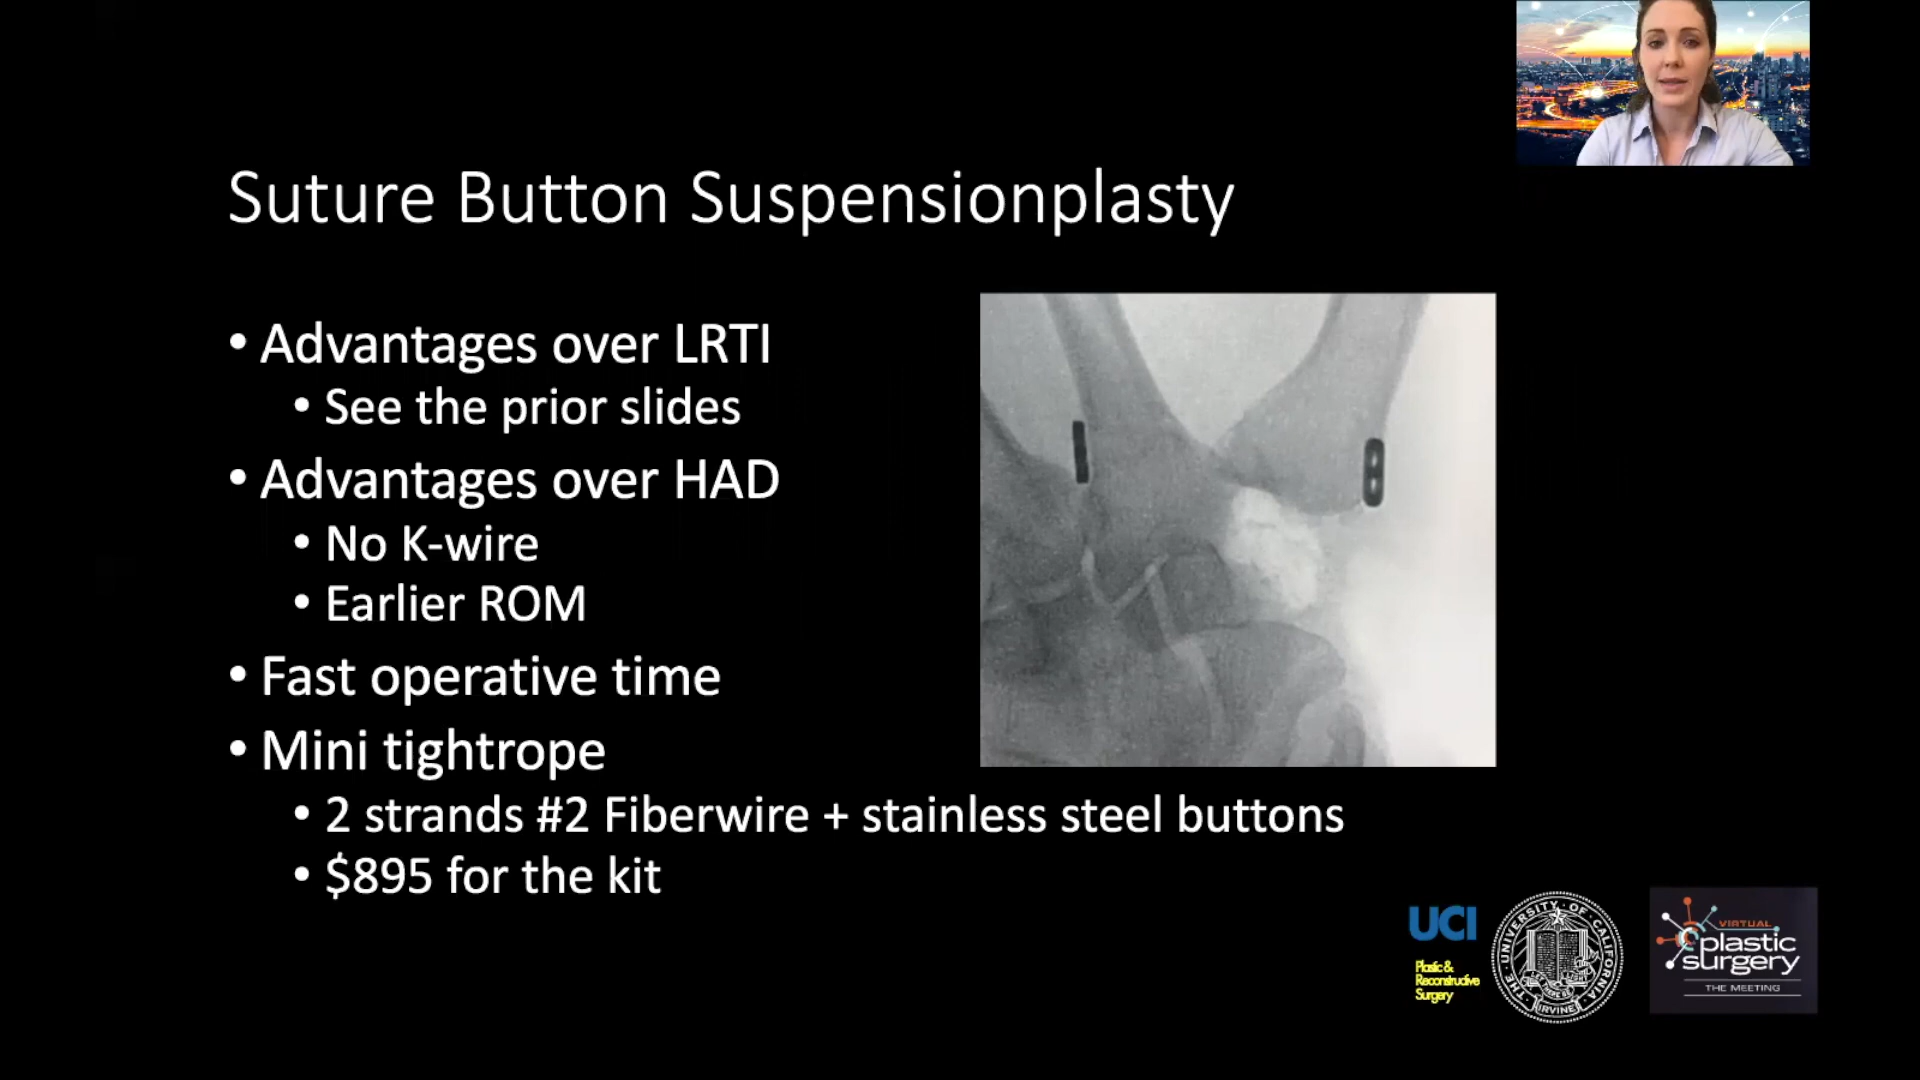 Suture Button Suspensionplasty
• Advantages over LRTI
• See the prior slides
• Advantages over HAD
• No K-wire
• Earlier ROM
• Fast operative time
• Mini tightrope
• 2 strands #2 Fiberwire + stainless steel buttons
• $895 for the kit
UCI
Plastic &
Reconstructive
Surgery
THE UNIVERSITY OF CALIFORNIA
IRVINE
VIRTUAL
plastic
surgery
THE MEETING